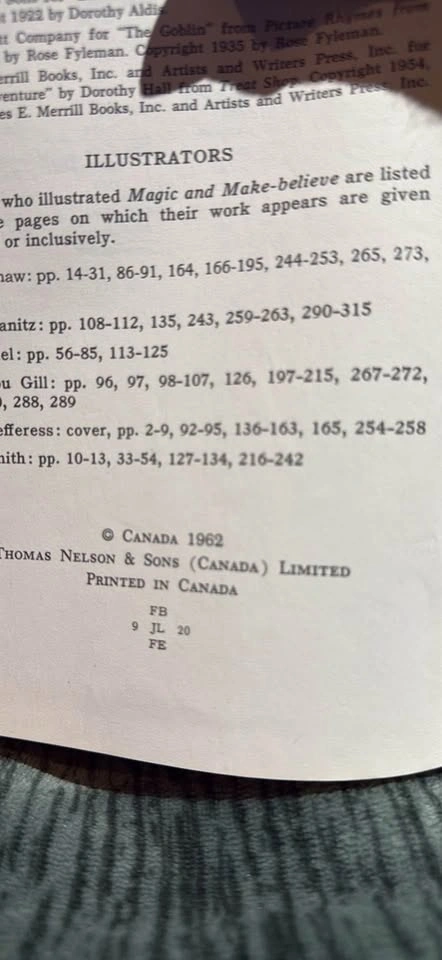 t 1922 by Dorothy Aldis
tt Company for "The Goblin" from Picture Rhymes from
by Rose Fyleman. Copyright 1935 by Rose Fyleman.
errill Books, Inc. and Artists and Writers Press, Inc. for
venture" by Dorothy Hall from Treat Shop. Copyright 1954,
es E. Merrill Books, Inc. and Artists and Writers Press, Inc.
ILLUSTRATORS
who illustrated Magic and Make-believe are listed
e pages on which their work appears are given
or inclusively.
haw: pp. 14-31, 86-91, 164, 166-195, 244-253, 265, 273,
anitz: pp. 108-112, 135, 243, 259-263, 290-315
el: pp. 56-85, 113-125
ou Gill: pp. 96, 97, 98-107, 126, 197-215, 267-272,
, 288, 289
efferess: cover, pp. 2-9, 92-95, 136-163, 165, 254-258
mith: pp. 10-13, 33-54, 127-134, 216-242
© CANADA 1962
THOMAS NELSON & SONS (CANADA) LIMITED
PRINTED IN CANADA
FB
9 JL 20
FE